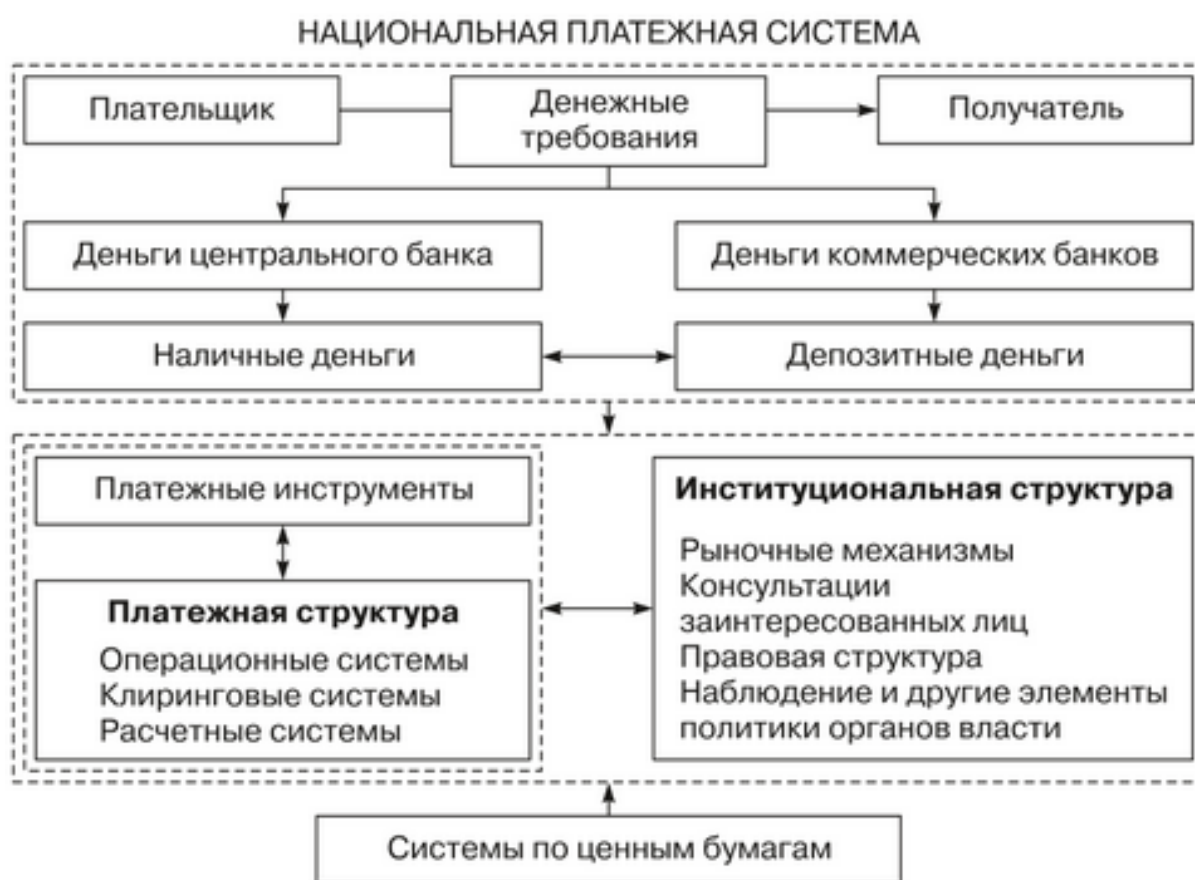 НАЦИОНАЛЬНАЯ ПЛАТЕЖНАЯ СИСТЕМА
Плательщик
Денежные
требования
Получатель
Деньги центрального банка
Деньги коммерческих банков
Наличные деньги
Депозитные деньги
Платежные инструменты
Платежная структура
Операционные системы
Клиринговые системы
Расчетные системы
Институциональная структура
Рыночные механизмы
Консультации
заинтересованных лиц
Правовая структура
Наблюдение и другие элементы
политики органов власти
Системы по ценным бумагам